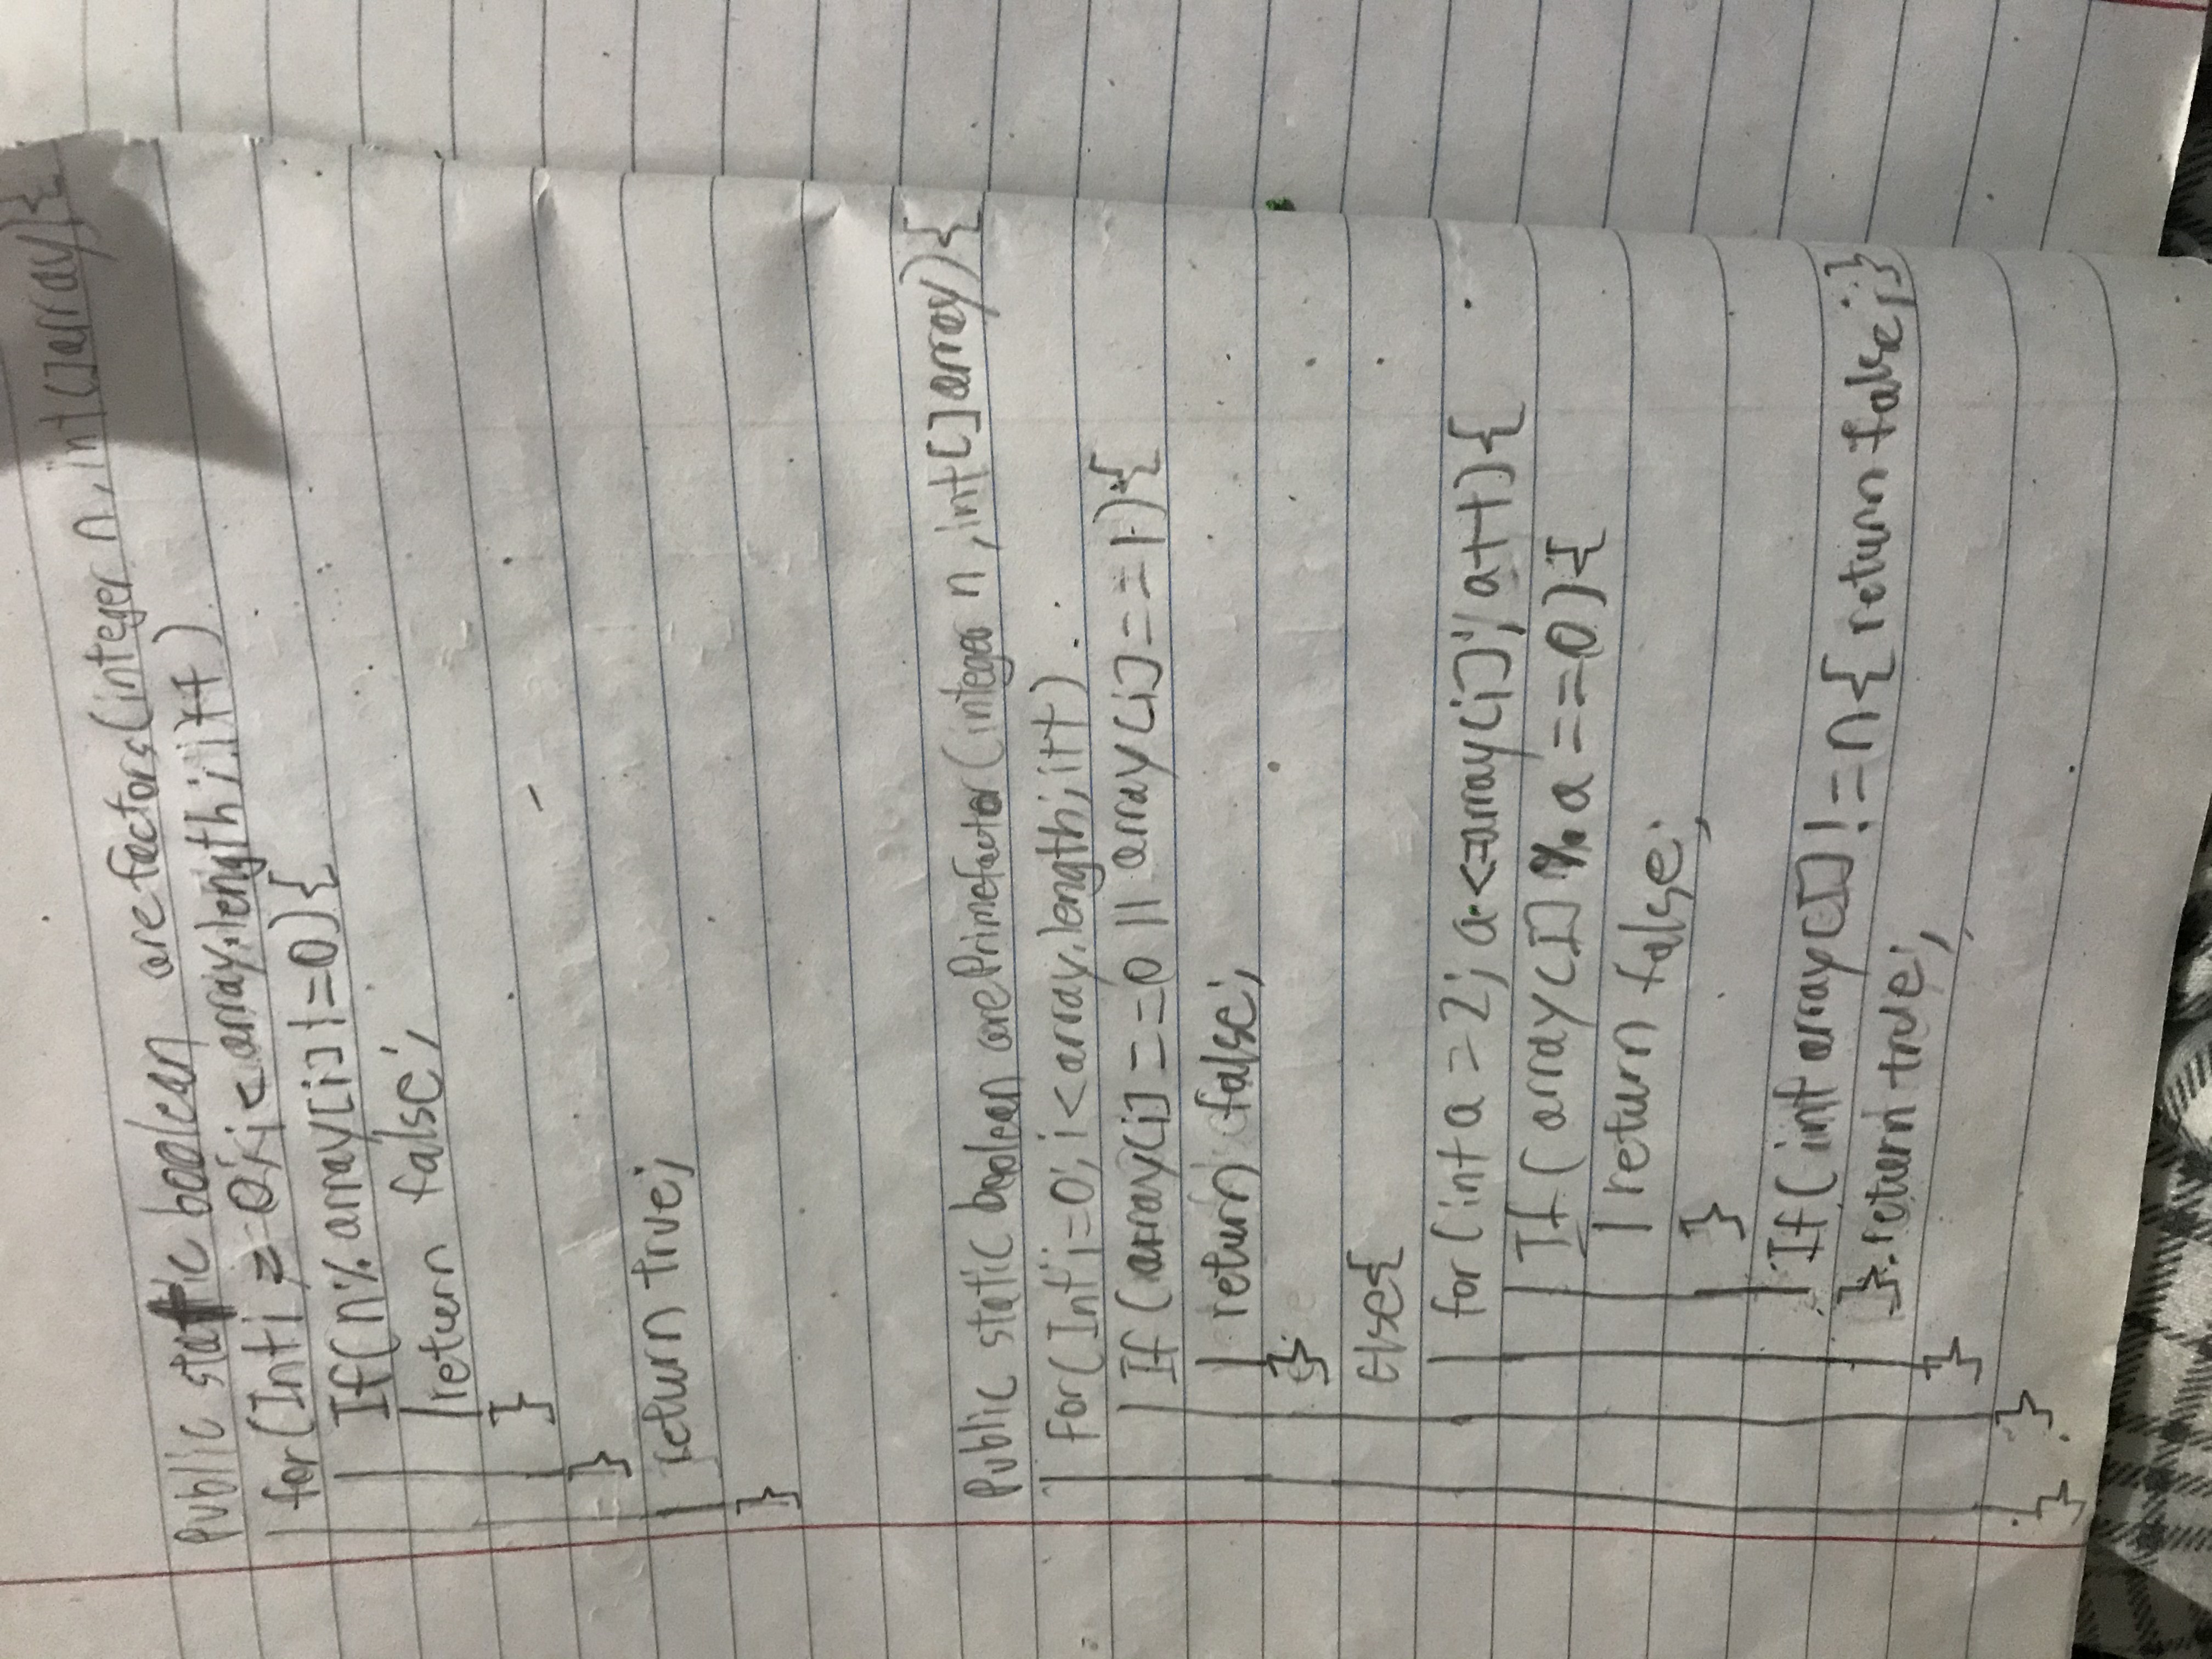 Public static boolean arefactors(integer n, int[]array){
for(Int i = 0; i < array.length; i++)
If(n% array[i] != 0){
return false;
}
}
return true;
}
Public static boolean arePrimefactor(integer n, int[] array){
For(Int i=0; i<array.length; i++)
If (array[i] == 0 || array[i] == 1){
return false;
}
Else{
for(int a = 2; a <=array[i]; a++){
If (array[I] % a == 0){
return false;
}
If(int array[I] != n{ return false;}
} return true;
}
}
}